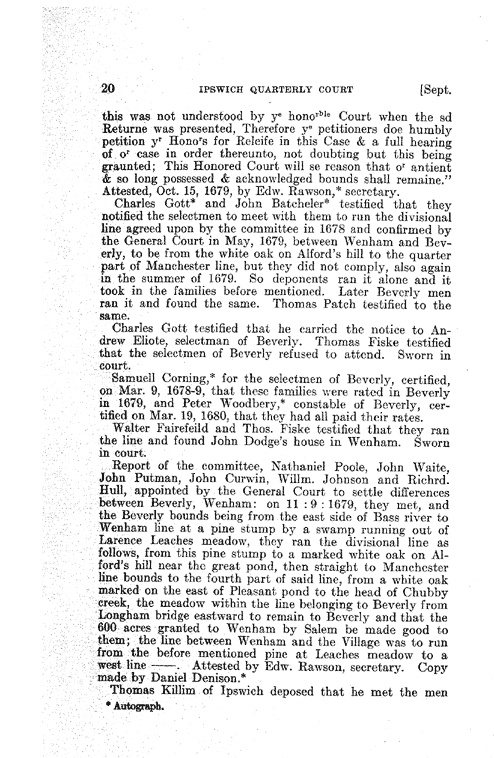 20 IPSWICH QUARTERLY COURT [Sept.
this was not understood by yᵉ honoʳᵇˡᵉ Court when the sd
Returne was presented, Therefore yᵉ petitioners doe humbly
petition yʳ Honoʳs for Releife in this Case & a full hearing
of oʳ case in order thereunto, not doubting but this being
graunted; This Honored Court will se reason that oʳ antient
& so long possessed & acknowledged bounds shall remaine."
Attested, Oct. 15, 1679, by Edw. Rawson,* secretary.
Charles Gott* and John Batcheler* testified that they
notified the selectmen to meet with them to run the divisional
line agreed upon by the committee in 1678 and confirmed by
the General Court in May, 1679, between Wenham and Bev-
erly, to be from the white oak on Alford's hill to the quarter
part of Manchester line, but they did not comply, also again
in the summer of 1679. So deponents ran it alone and it
took in the families before mentioned. Later Beverly men
ran it and found the same. Thomas Patch testified to the
same.
Charles Gott testified that he carried the notice to An-
drew Eliote, selectman of Beverly. Thomas Fiske testified
that the selectmen of Beverly refused to attend. Sworn in
court.
Samuell Corning,* for the selectmen of Beverly, certified,
on Mar. 9, 1678-9, that these families were rated in Beverly
in 1679, and Peter Woodbery,* constable of Beverly, cer-
tified on Mar. 19, 1680, that they had all paid their rates.
Walter Fairefeild and Thos. Fiske testified that they ran
the line and found John Dodge's house in Wenham. Sworn
in court.
Report of the committee, Nathaniel Poole, John Waite,
John Putman, John Curwin, Willm. Johnson and Richrd.
Hull, appointed by the General Court to settle differences
between Beverly, Wenham: on 11 : 9 : 1679, they met, and
the Beverly bounds being from the east side of Bass river to
Wenham line at a pine stump by a swamp running out of
Larence Leaches meadow, they ran the divisional line as
follows, from this pine stump to a marked white oak on Al-
ford's hill near the great pond, then straight to Manchester
line bounds to the fourth part of said line, from a white oak
marked on the east of Pleasant pond to the head of Chubby
creek, the meadow within the line belonging to Beverly from
Longham bridge eastward to remain to Beverly and that the
600 acres granted to Wenham by Salem be made good to
them; the line between Wenham and the Village was to run
from the before mentioned pine at Leaches meadow to a
west line ——. Attested by Edw. Rawson, secretary. Copy
made by Daniel Denison.*
Thomas Killim of Ipswich deposed that he met the men
* Autograph.